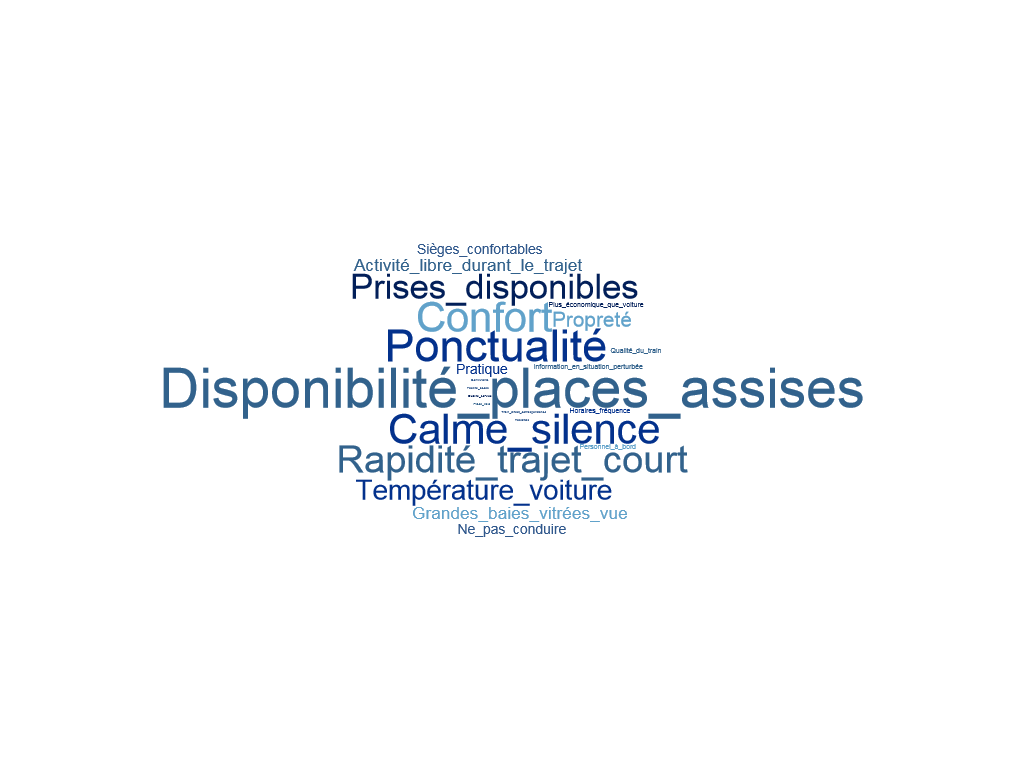 Sièges_confortables
Activité_libre_durant_le_trajet
Prises_disponibles
Plus_économique_que_voiture
Confort
Propreté
Ponctualité
Qualité_du_train
Pratique
Information_en_situation_perturbée
Disponibilité_places_assises
Horaires_fréquence
Calme_silence
Personnel_à_bord
Rapidité_trajet_court
Température_voiture
Grandes_baies_vitrées_vue
Ne_pas_conduire